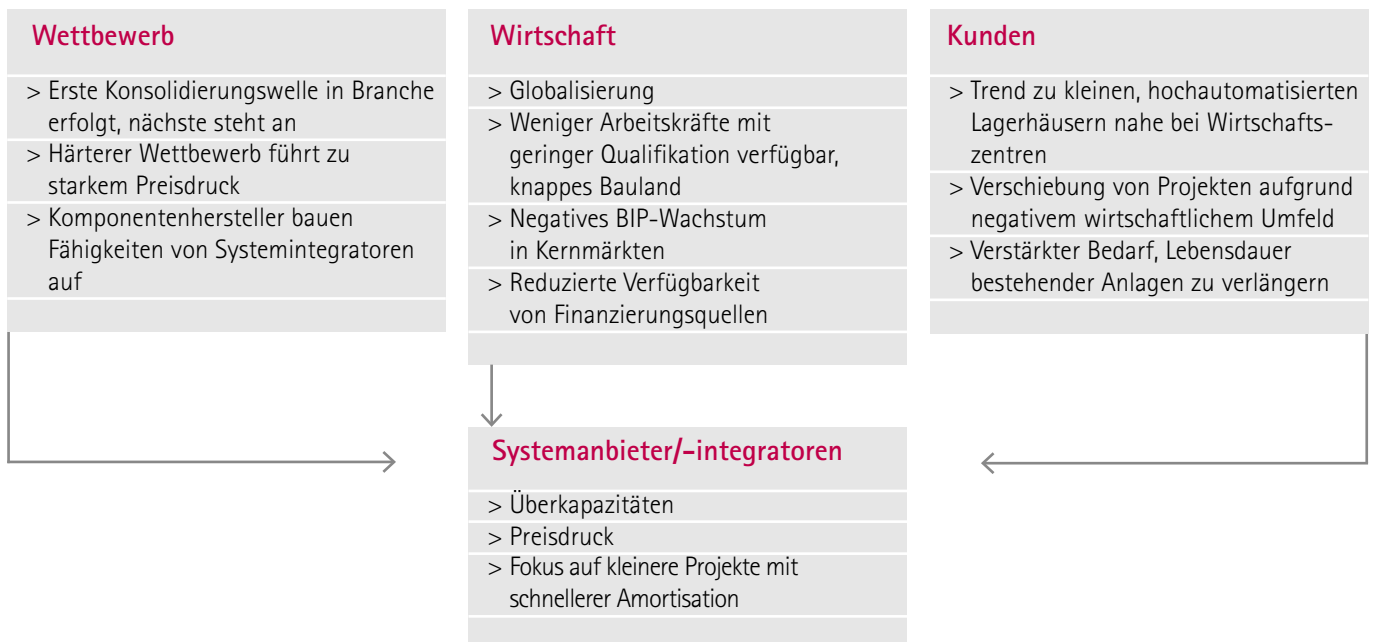 Wettbewerb
> Erste Konsolidierungswelle in Branche
erfolgt, nächste steht an
> Härterer Wettbewerb führt zu
starkem Preisdruck
> Komponentenhersteller bauen
Fähigkeiten von Systemintegratoren
auf
Wirtschaft
> Globalisierung
> Weniger Arbeitskräfte mit
geringer Qualifikation verfügbar,
knappes Bauland
> Negatives BIP-Wachstum
in Kernmärkten
> Reduzierte Verfügbarkeit
von Finanzierungsquellen
Kunden
> Trend zu kleinen, hochautomatisierten
Lagerhäusern nahe bei Wirtschafts-
zentren
> Verschiebung von Projekten aufgrund
negativem wirtschaftlichem Umfeld
> Verstärkter Bedarf, Lebensdauer
bestehender Anlagen zu verlängern
Systemanbieter/-integratoren
> Überkapazitäten
> Preisdruck
> Fokus auf kleinere Projekte mit
schnellerer Amortisation